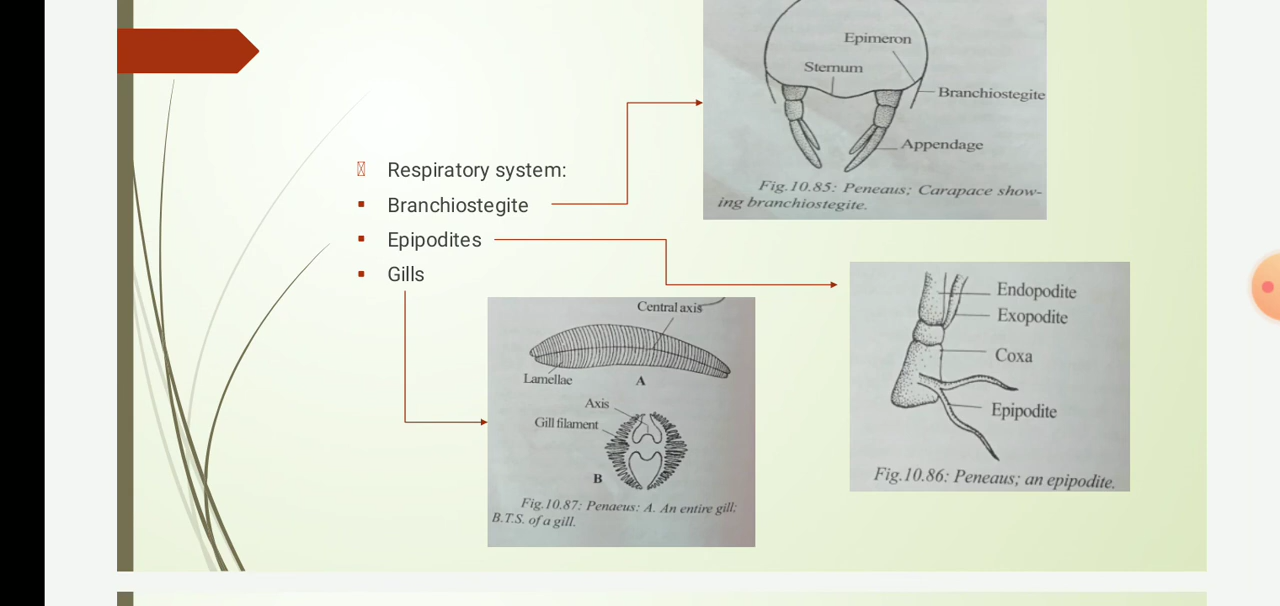 Respiratory system:
Branchiostegite
Epipodites
Gills
Epimeron
Sternum
Branchiostegite
Appendage
Fig.10.85: Peneaus; Carapace show-
ing branchiostegite.
Endopodite
Exopodite
Coxa
Epipodite
Fig.10.86: Peneaus; an epipodite.
Central axis
Lamellae
A
Axis
Gill filament
B
Fig.10.87: Penaeus: A. An entire gill:
B.T.S. of a gill.